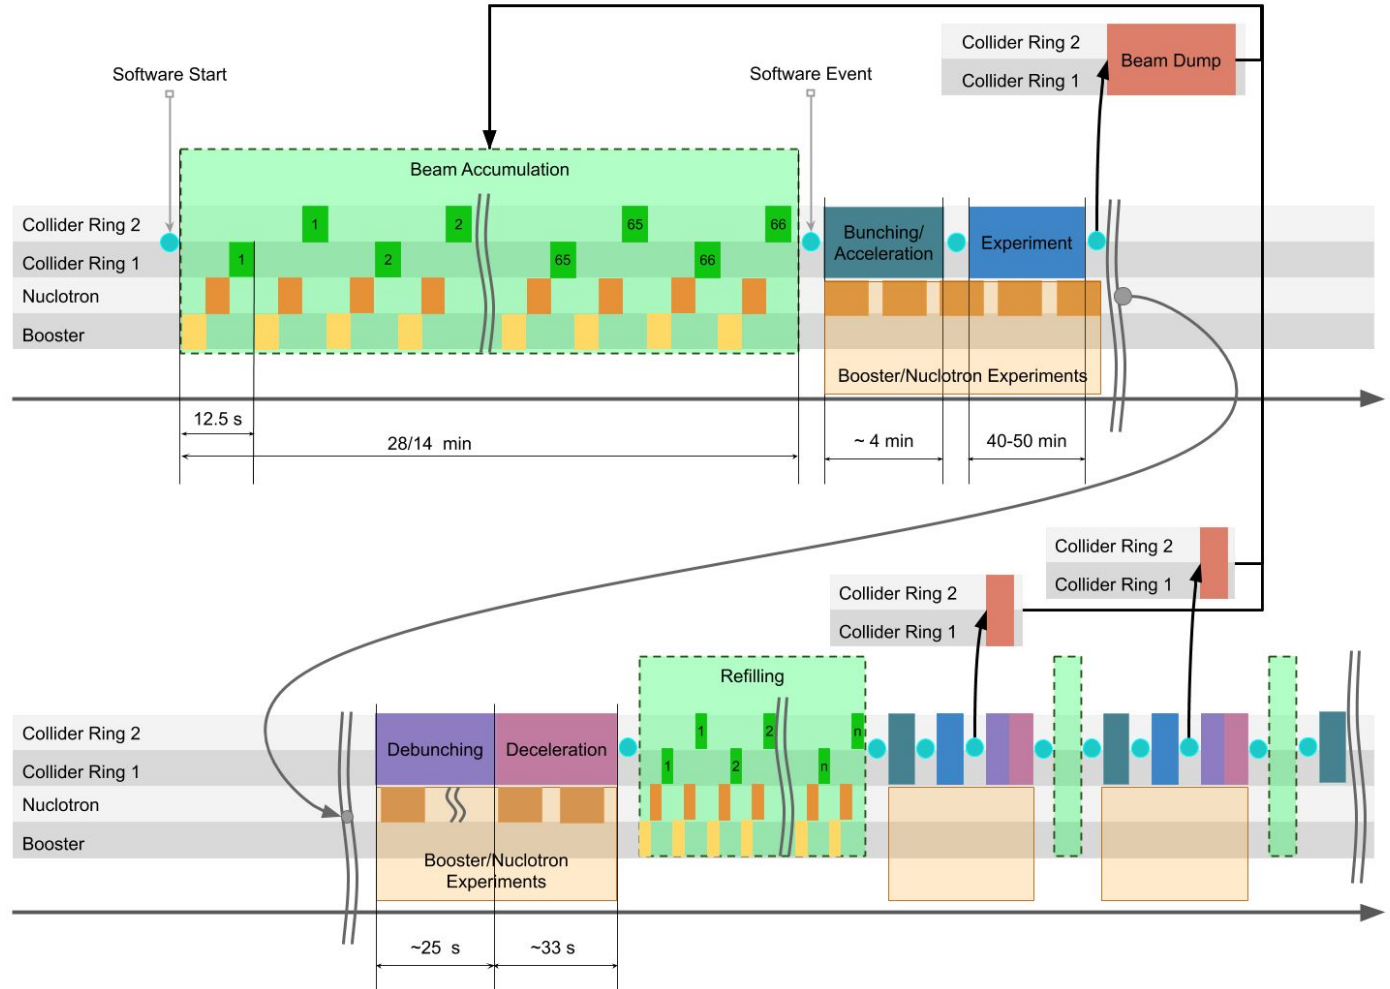 Collider Ring 2
Collider Ring 1
Beam Dump
Software Start
Software Event
Beam Accumulation
Collider Ring 2
1
2
65
66
Collider Ring 1
1
2
65
66
Bunching/
Acceleration
Experiment
Nuclotron
Booster
Booster/Nuclotron Experiments
12.5 s
28/14 min
~ 4 min
40-50 min
Collider Ring 2
Collider Ring 1
Collider Ring 2
Collider Ring 1
Refilling
Collider Ring 2
Debunching
Deceleration
1
2
n
Collider Ring 1
1
2
n
Nuclotron
Booster
Booster/Nuclotron
Experiments
~25 s
~33 s